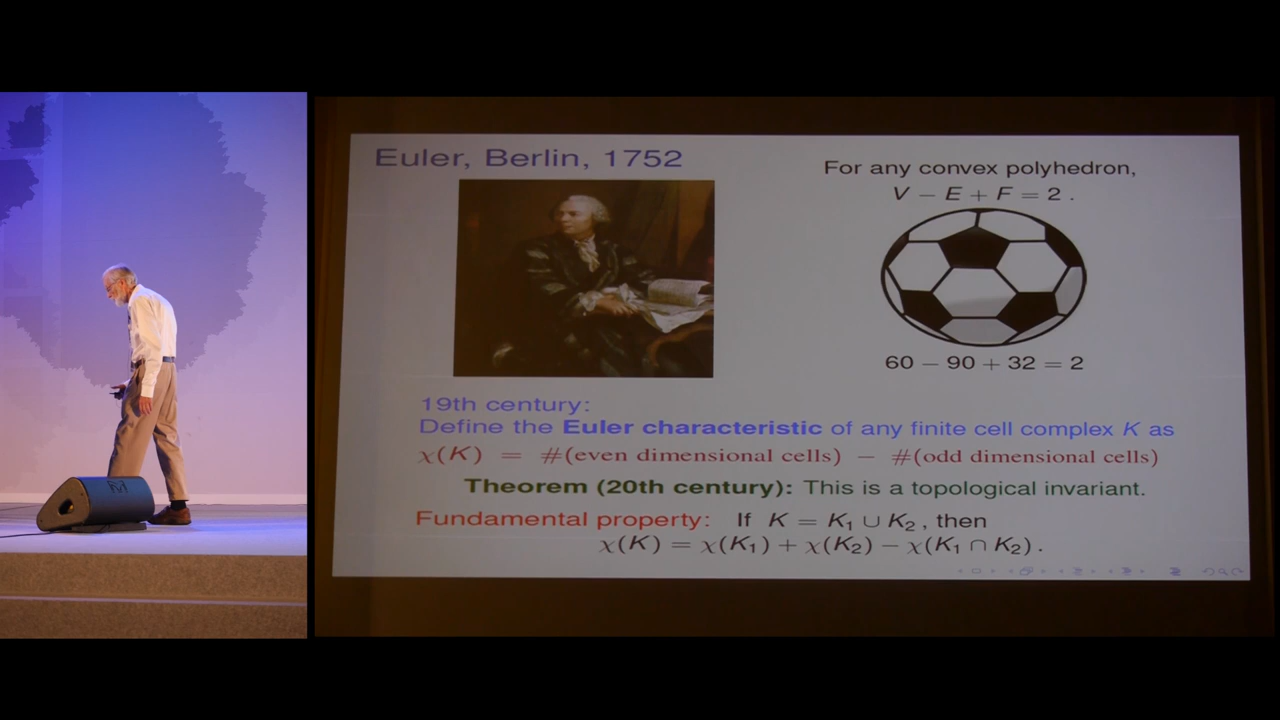 Euler, Berlin, 1752
For any convex polyhedron,
V − E + F = 2 .
60 − 90 + 32 = 2
19th century:
Define the Euler characteristic of any finite cell complex K as
χ(K) = #(even dimensional cells) − #(odd dimensional cells)
Theorem (20th century): This is a topological invariant.
Fundamental property: If K = K₁ ∪ K₂ , then
χ(K) = χ(K₁) + χ(K₂) − χ(K₁ ∩ K₂) .